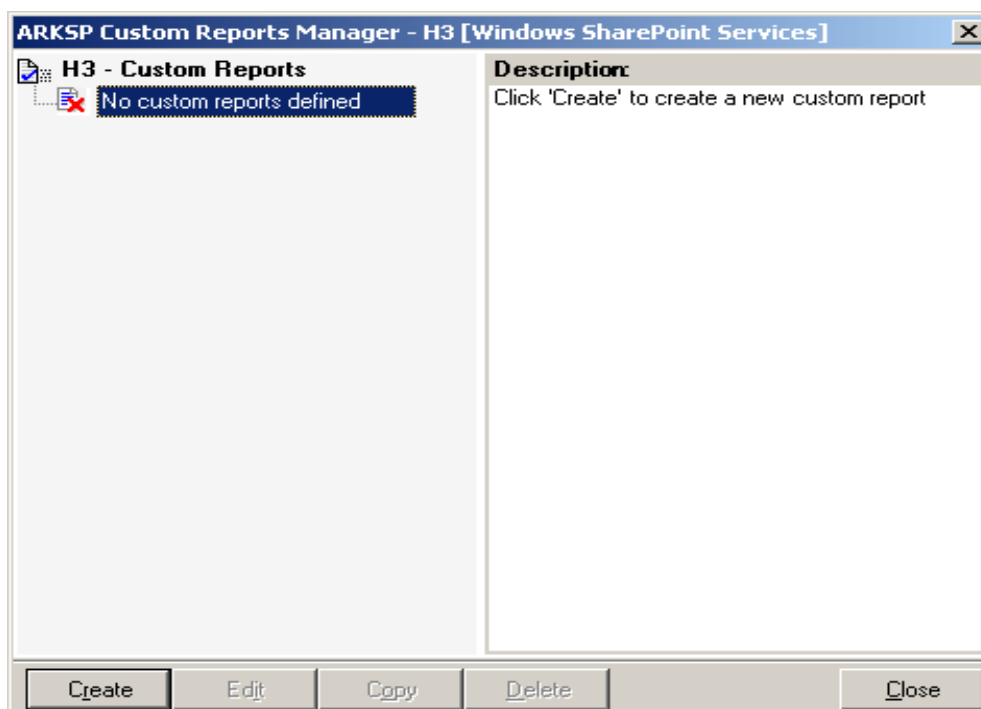 ARKSP Custom Reports Manager - H3 [Windows SharePoint Services]
H3 - Custom Reports
No custom reports defined
Description:
Click 'Create' to create a new custom report
Create Edit Copy Delete Close